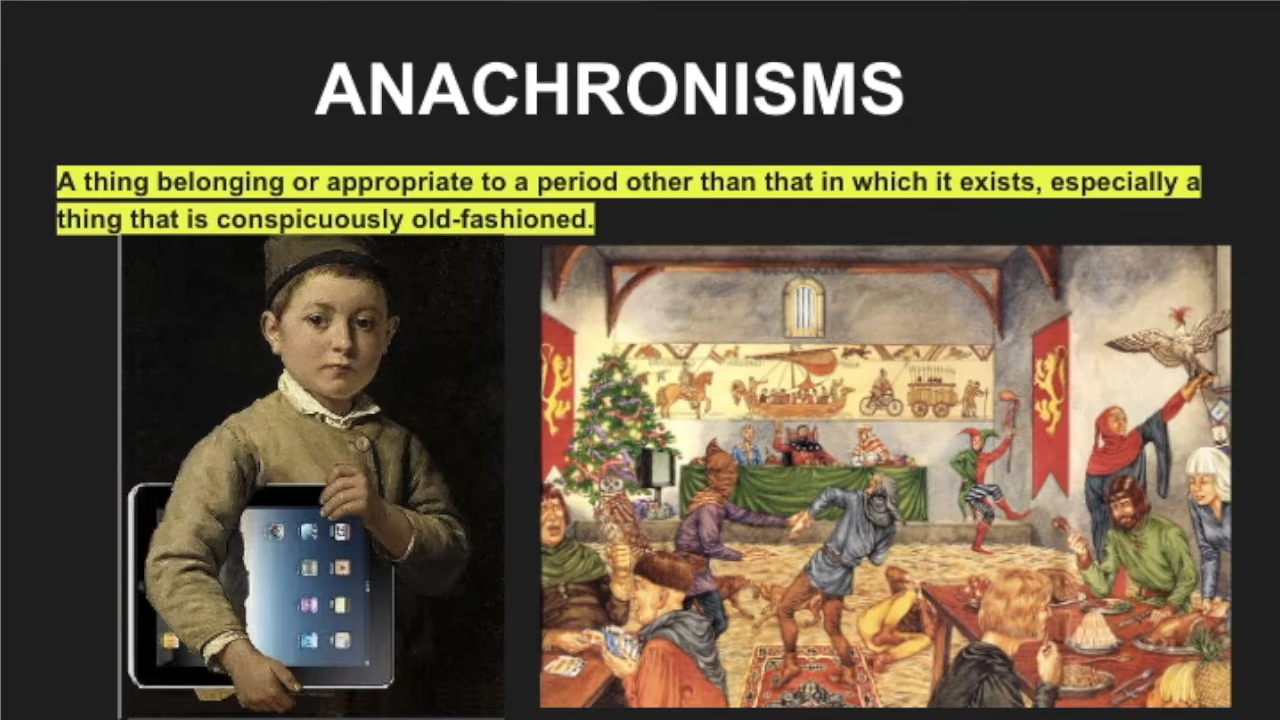 ANACHRONISMS
A thing belonging or appropriate to a period other than that in which it exists, especially a
thing that is conspicuously old-fashioned.